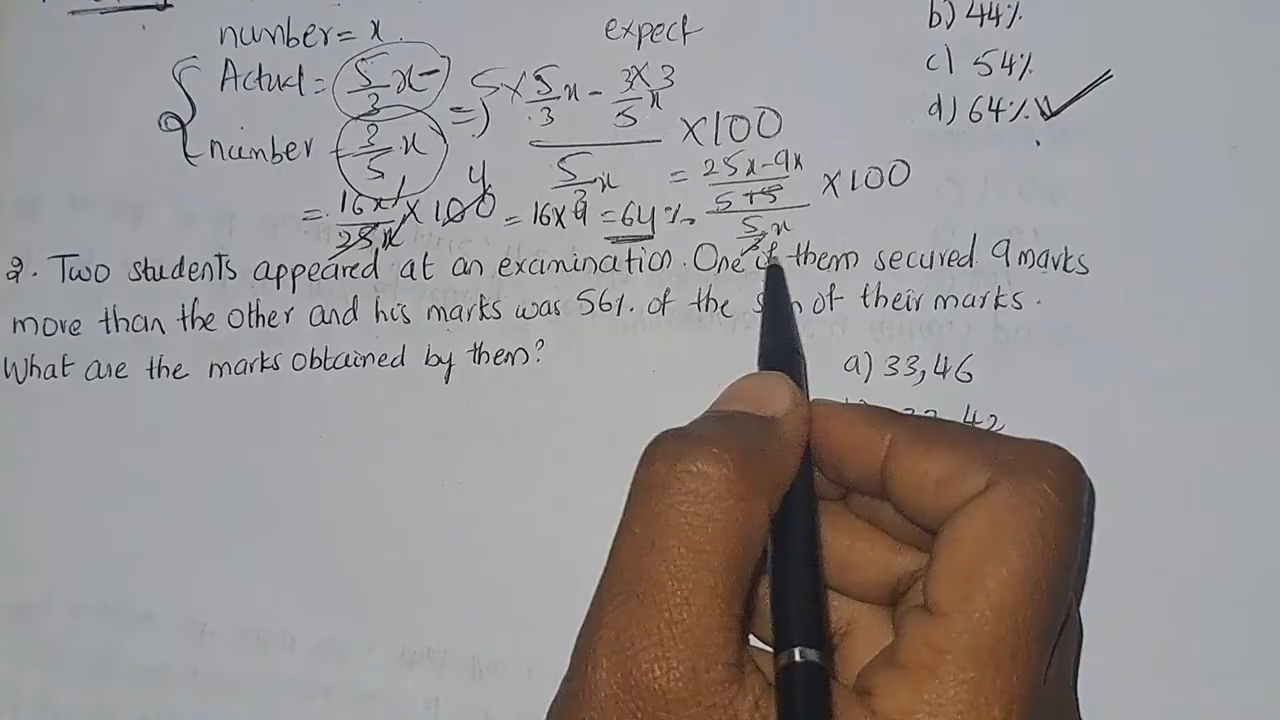 number = x.
expect
b) 44%
Actual = 5/3 x -
5 × 5/3 x - 3 × 3/5 x
c) 54%
number - 3/5 x
=) / 5/3 x × 100
d) 64%
= 25x-9x / 5/3 x × 100
= 16x/25x × 100 = 16×4 = 64%
2. Two students appeared at an examination. One of them secured 9 marks
more than the other and his marks was 56% of the of their marks.
What are the marks obtained by them?
a) 33,46
42